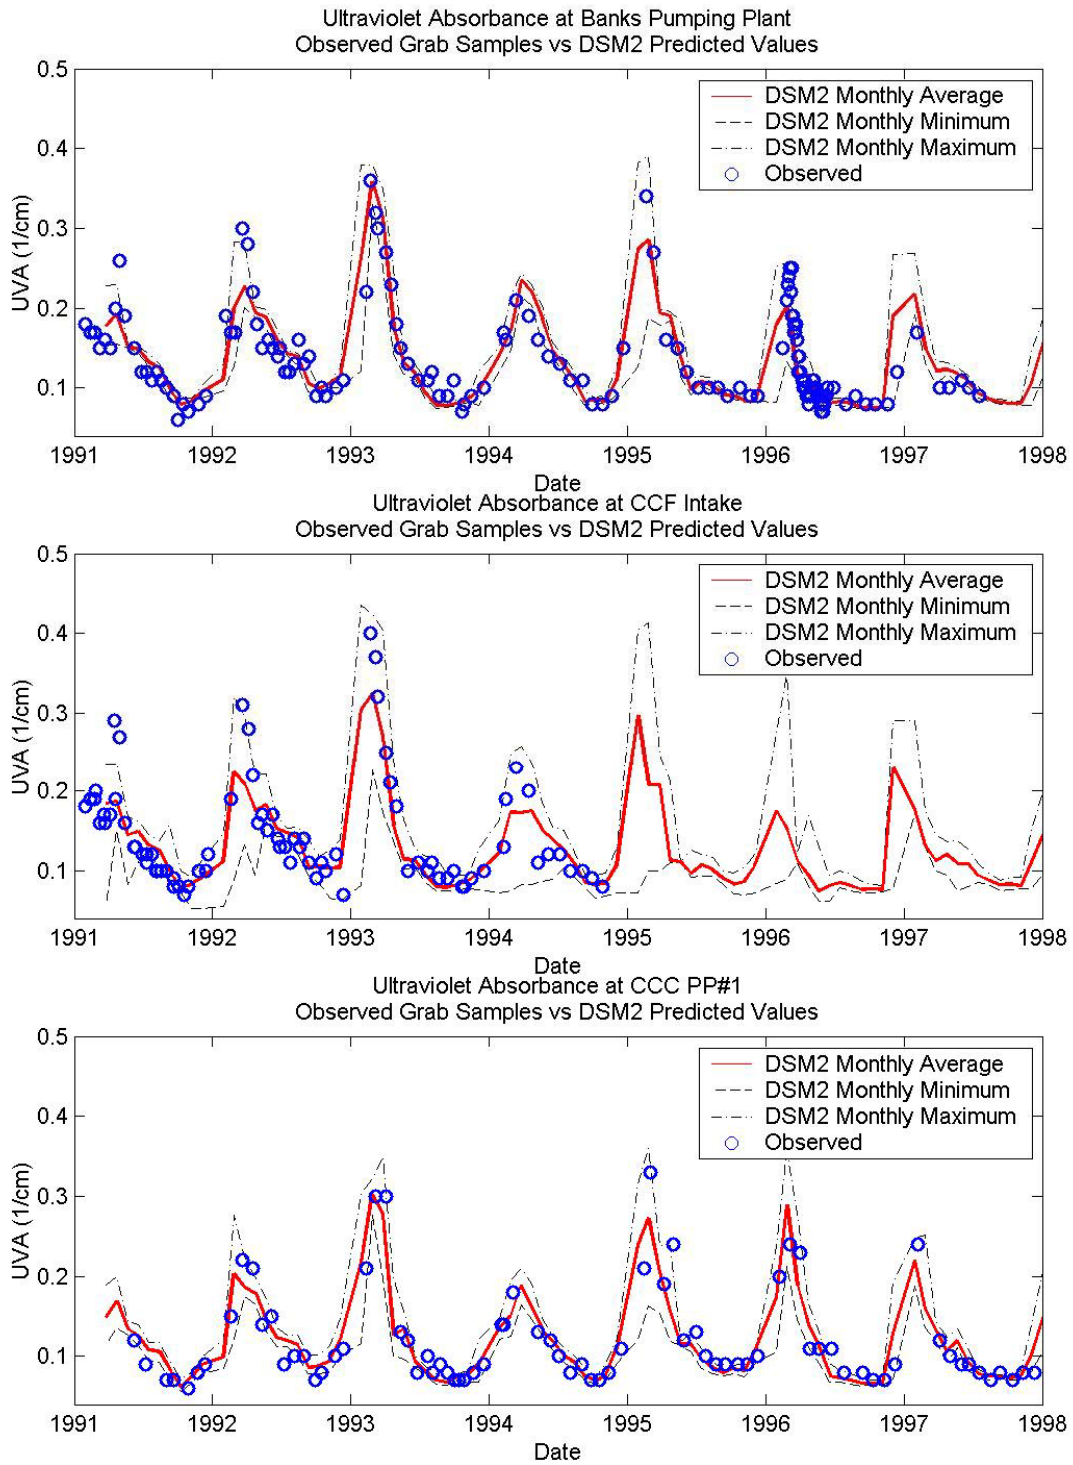 Ultraviolet Absorbance at Banks Pumping Plant
Observed Grab Samples vs DSM2 Predicted Values
0.5
0.4
0.3
0.2
0.1
UVA (1/cm)
DSM2 Monthly Average
DSM2 Monthly Minimum
DSM2 Monthly Maximum
Observed
1991 1992 1993 1994 1995 1996 1997 1998
Date
Ultraviolet Absorbance at CCF Intake
Observed Grab Samples vs DSM2 Predicted Values
0.5
0.4
0.3
0.2
0.1
UVA (1/cm)
DSM2 Monthly Average
DSM2 Monthly Minimum
DSM2 Monthly Maximum
Observed
1991 1992 1993 1994 1995 1996 1997 1998
Date
Ultraviolet Absorbance at CCC PP#1
Observed Grab Samples vs DSM2 Predicted Values
0.5
0.4
0.3
0.2
0.1
UVA (1/cm)
DSM2 Monthly Average
DSM2 Monthly Minimum
DSM2 Monthly Maximum
Observed
1991 1992 1993 1994 1995 1996 1997 1998
Date